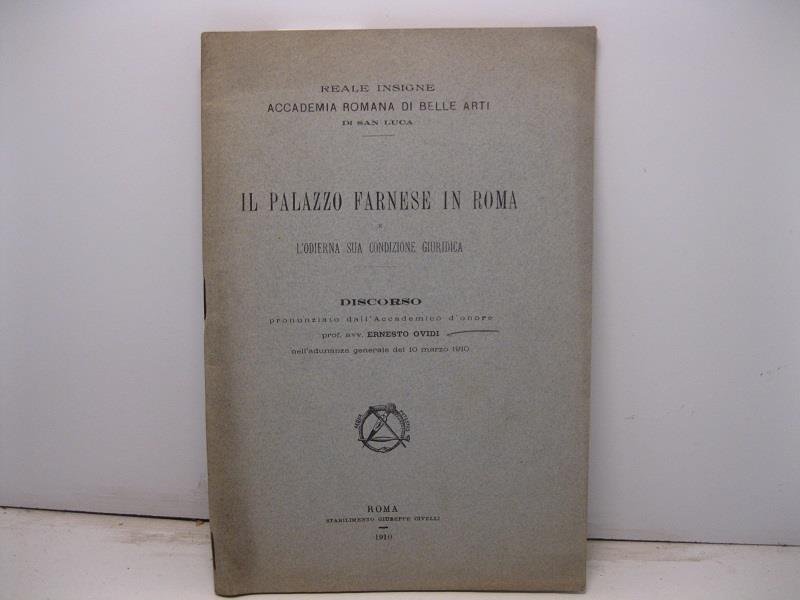 REALE INSIGNE
ACCADEMIA ROMANA DI BELLE ARTI
DI SAN LUCA
IL PALAZZO FARNESE IN ROMA
E
L'ODIERNA SUA CONDIZIONE GIURIDICA
DISCORSO
pronunziato dall'Accademico d'onore
prof. avv. ERNESTO OVIDI
nell'adunanza generale del 10 marzo 1910
ROMA
STABILIMENTO GIUSEPPE CIVELLI
1910